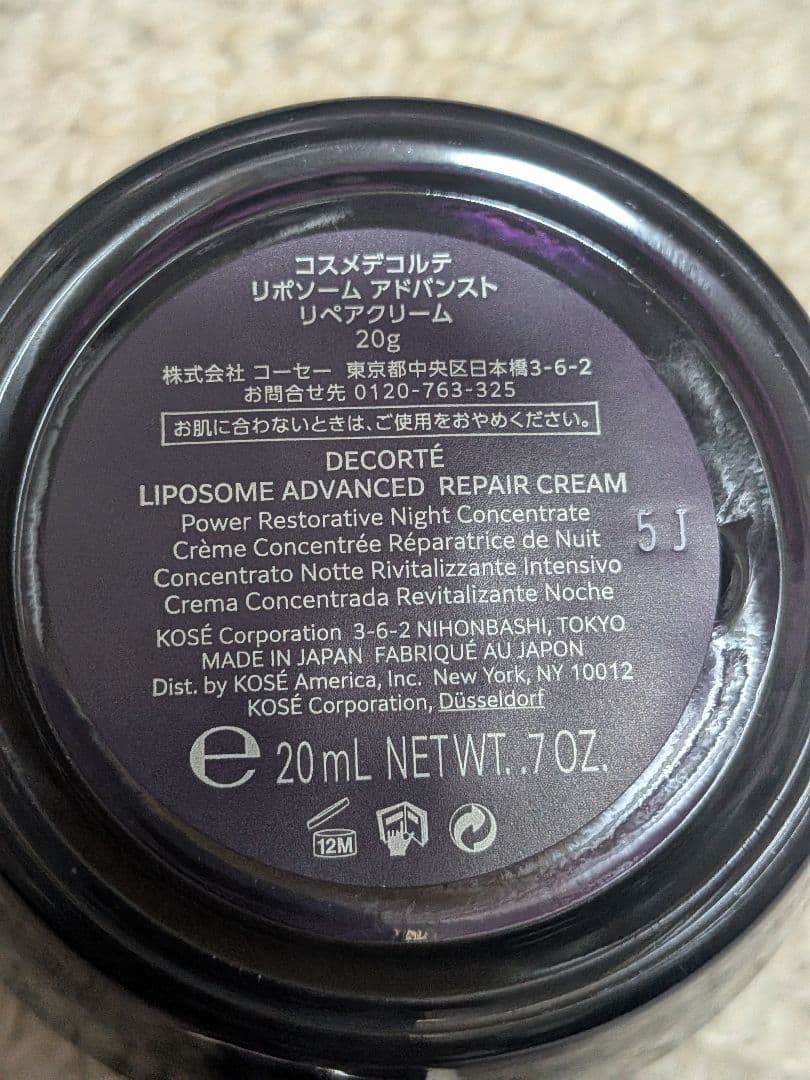 コスメデコルテ
リポソーム アドバンスト
リペアクリーム
20g
株式会社 コーセー 東京都中央区日本橋3-6-2
お問合せ先 0120-763-325
お肌に合わないときは、ご使用をおやめください。
DECORTÉ
LIPOSOME ADVANCED REPAIR CREAM
Power Restorative Night Concentrate
Crème Concentrée Réparatrice de Nuit
Concentrato Notte Rivitalizzante Intensivo
Crema Concentrada Revitalizante Noche
5 J
KOSÉ Corporation 3-6-2 NIHONBASHI, TOKYO
MADE IN JAPAN FABRIQUÉ AU JAPON
Dist. by KOSÉ America, Inc. New York, NY 10012
KOSÉ Corporation, Düsseldorf
℮ 20mL NETWT. .7 OZ.
12M